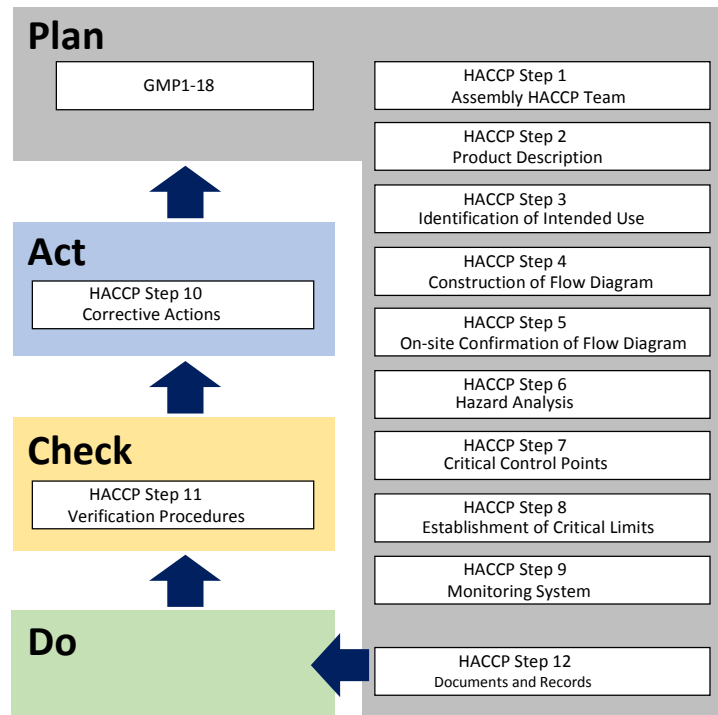 Plan
GMP1-18
HACCP Step 1
Assembly HACCP Team
HACCP Step 2
Product Description
HACCP Step 3
Identification of Intended Use
HACCP Step 4
Construction of Flow Diagram
HACCP Step 5
On-site Confirmation of Flow Diagram
HACCP Step 6
Hazard Analysis
HACCP Step 7
Critical Control Points
HACCP Step 8
Establishment of Critical Limits
HACCP Step 9
Monitoring System
HACCP Step 12
Documents and Records
Act
HACCP Step 10
Corrective Actions
Check
HACCP Step 11
Verification Procedures
Do